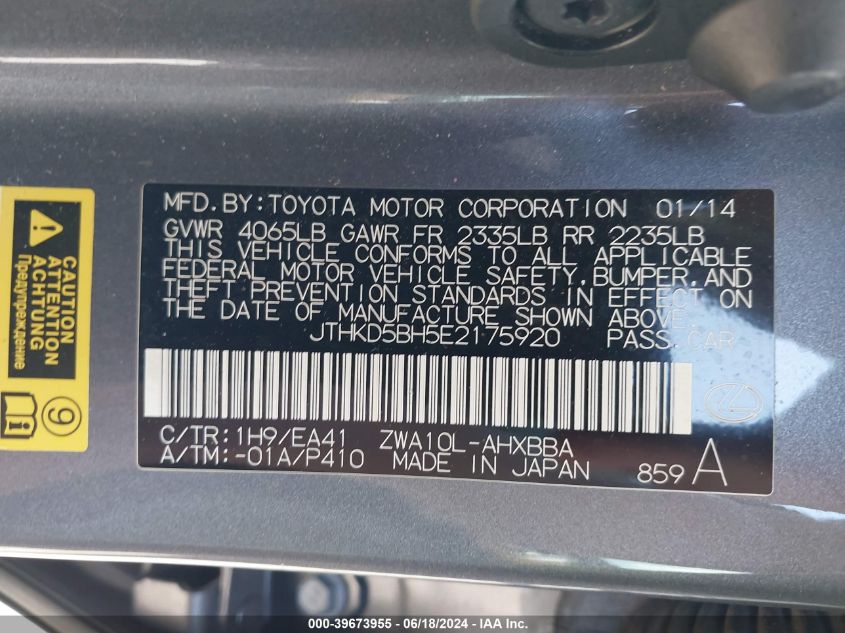 MFD.BY:TOYOTA MOTOR CORPORATION 01/14
GVWR 4065LB GAWR FR 2335LB RR 2235LB
THIS VEHICLE CONFORMS TO ALL APPLICABLE
FEDERAL MOTOR VEHICLE SAFETY,BUMPER,AND
THEFT PREVENTION STANDARDS IN EFFECT ON
THE DATE OF MANUFACTURE SHOWN ABOVE.
JTHKD5BH5E2175920 PASS.CAR
C/TR:1H9/EA41 ZWA10L-AHXBBA
A/TM:-01A/P410 MADE IN JAPAN 859 A
CAUTION
ATTENTION
ACHTUNG
Предупреждение
9
000-39673955 | 06/18/2024 | IAA Inc.